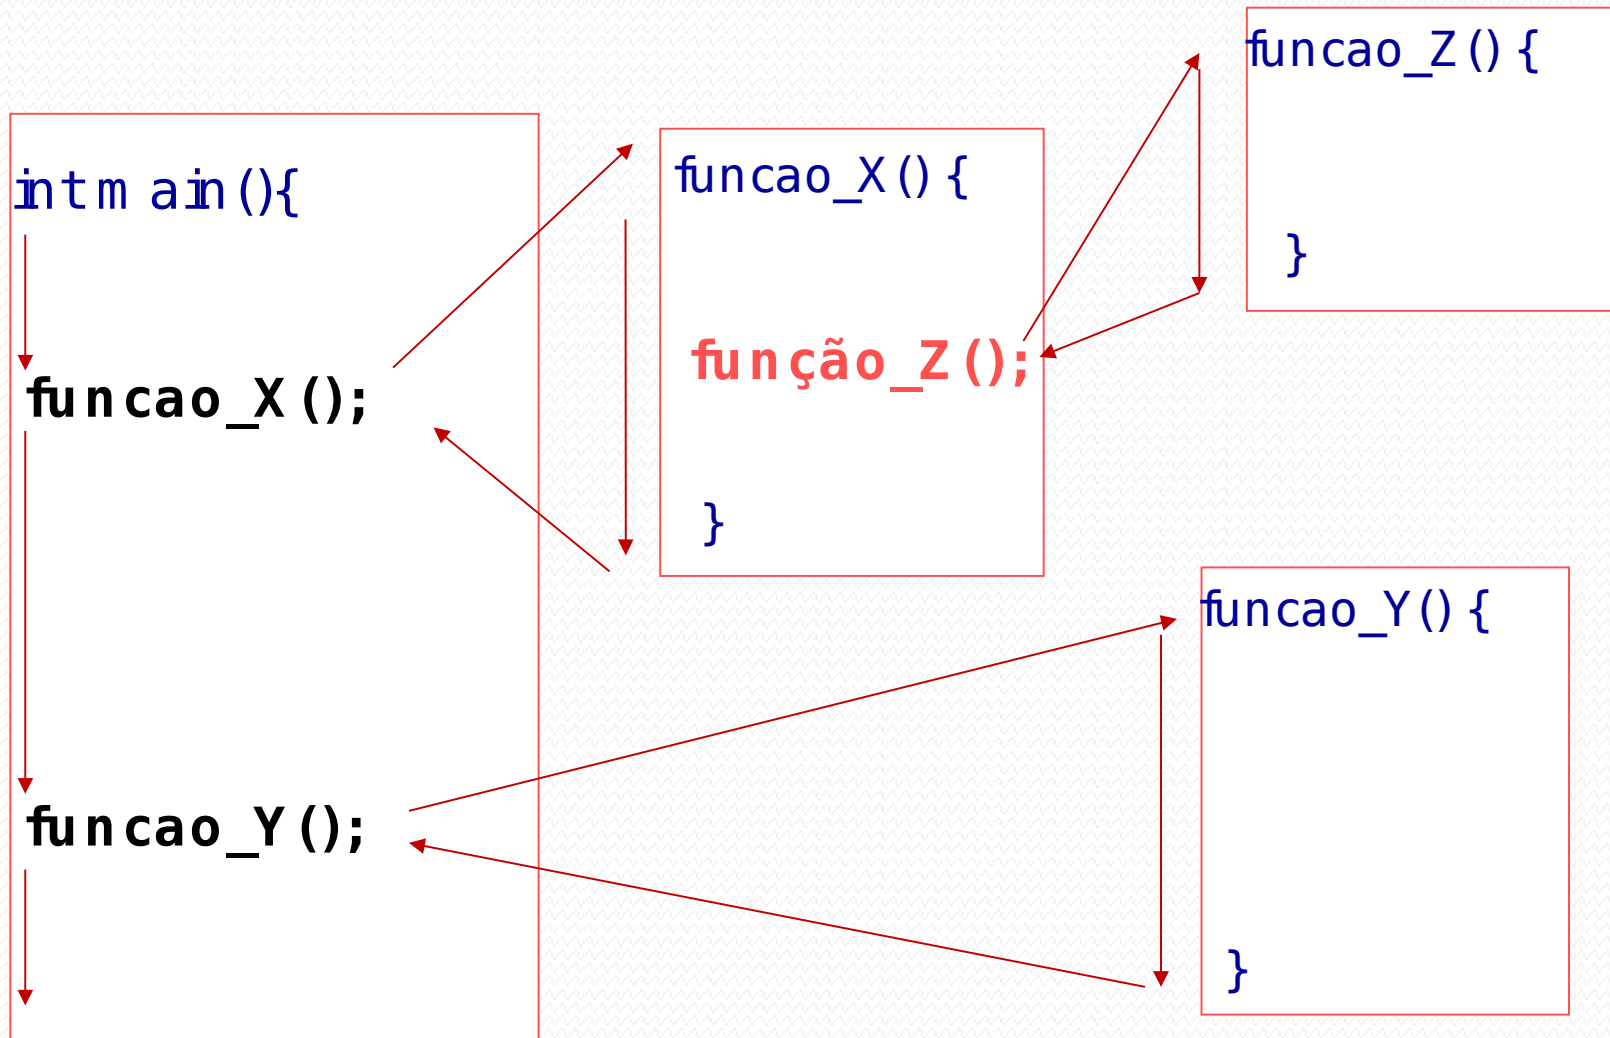 int main(){
funcao_X();
funcao_Y();
funcao_X(){
função_Z();
}
funcao_Z(){
}
funcao_Y(){
}